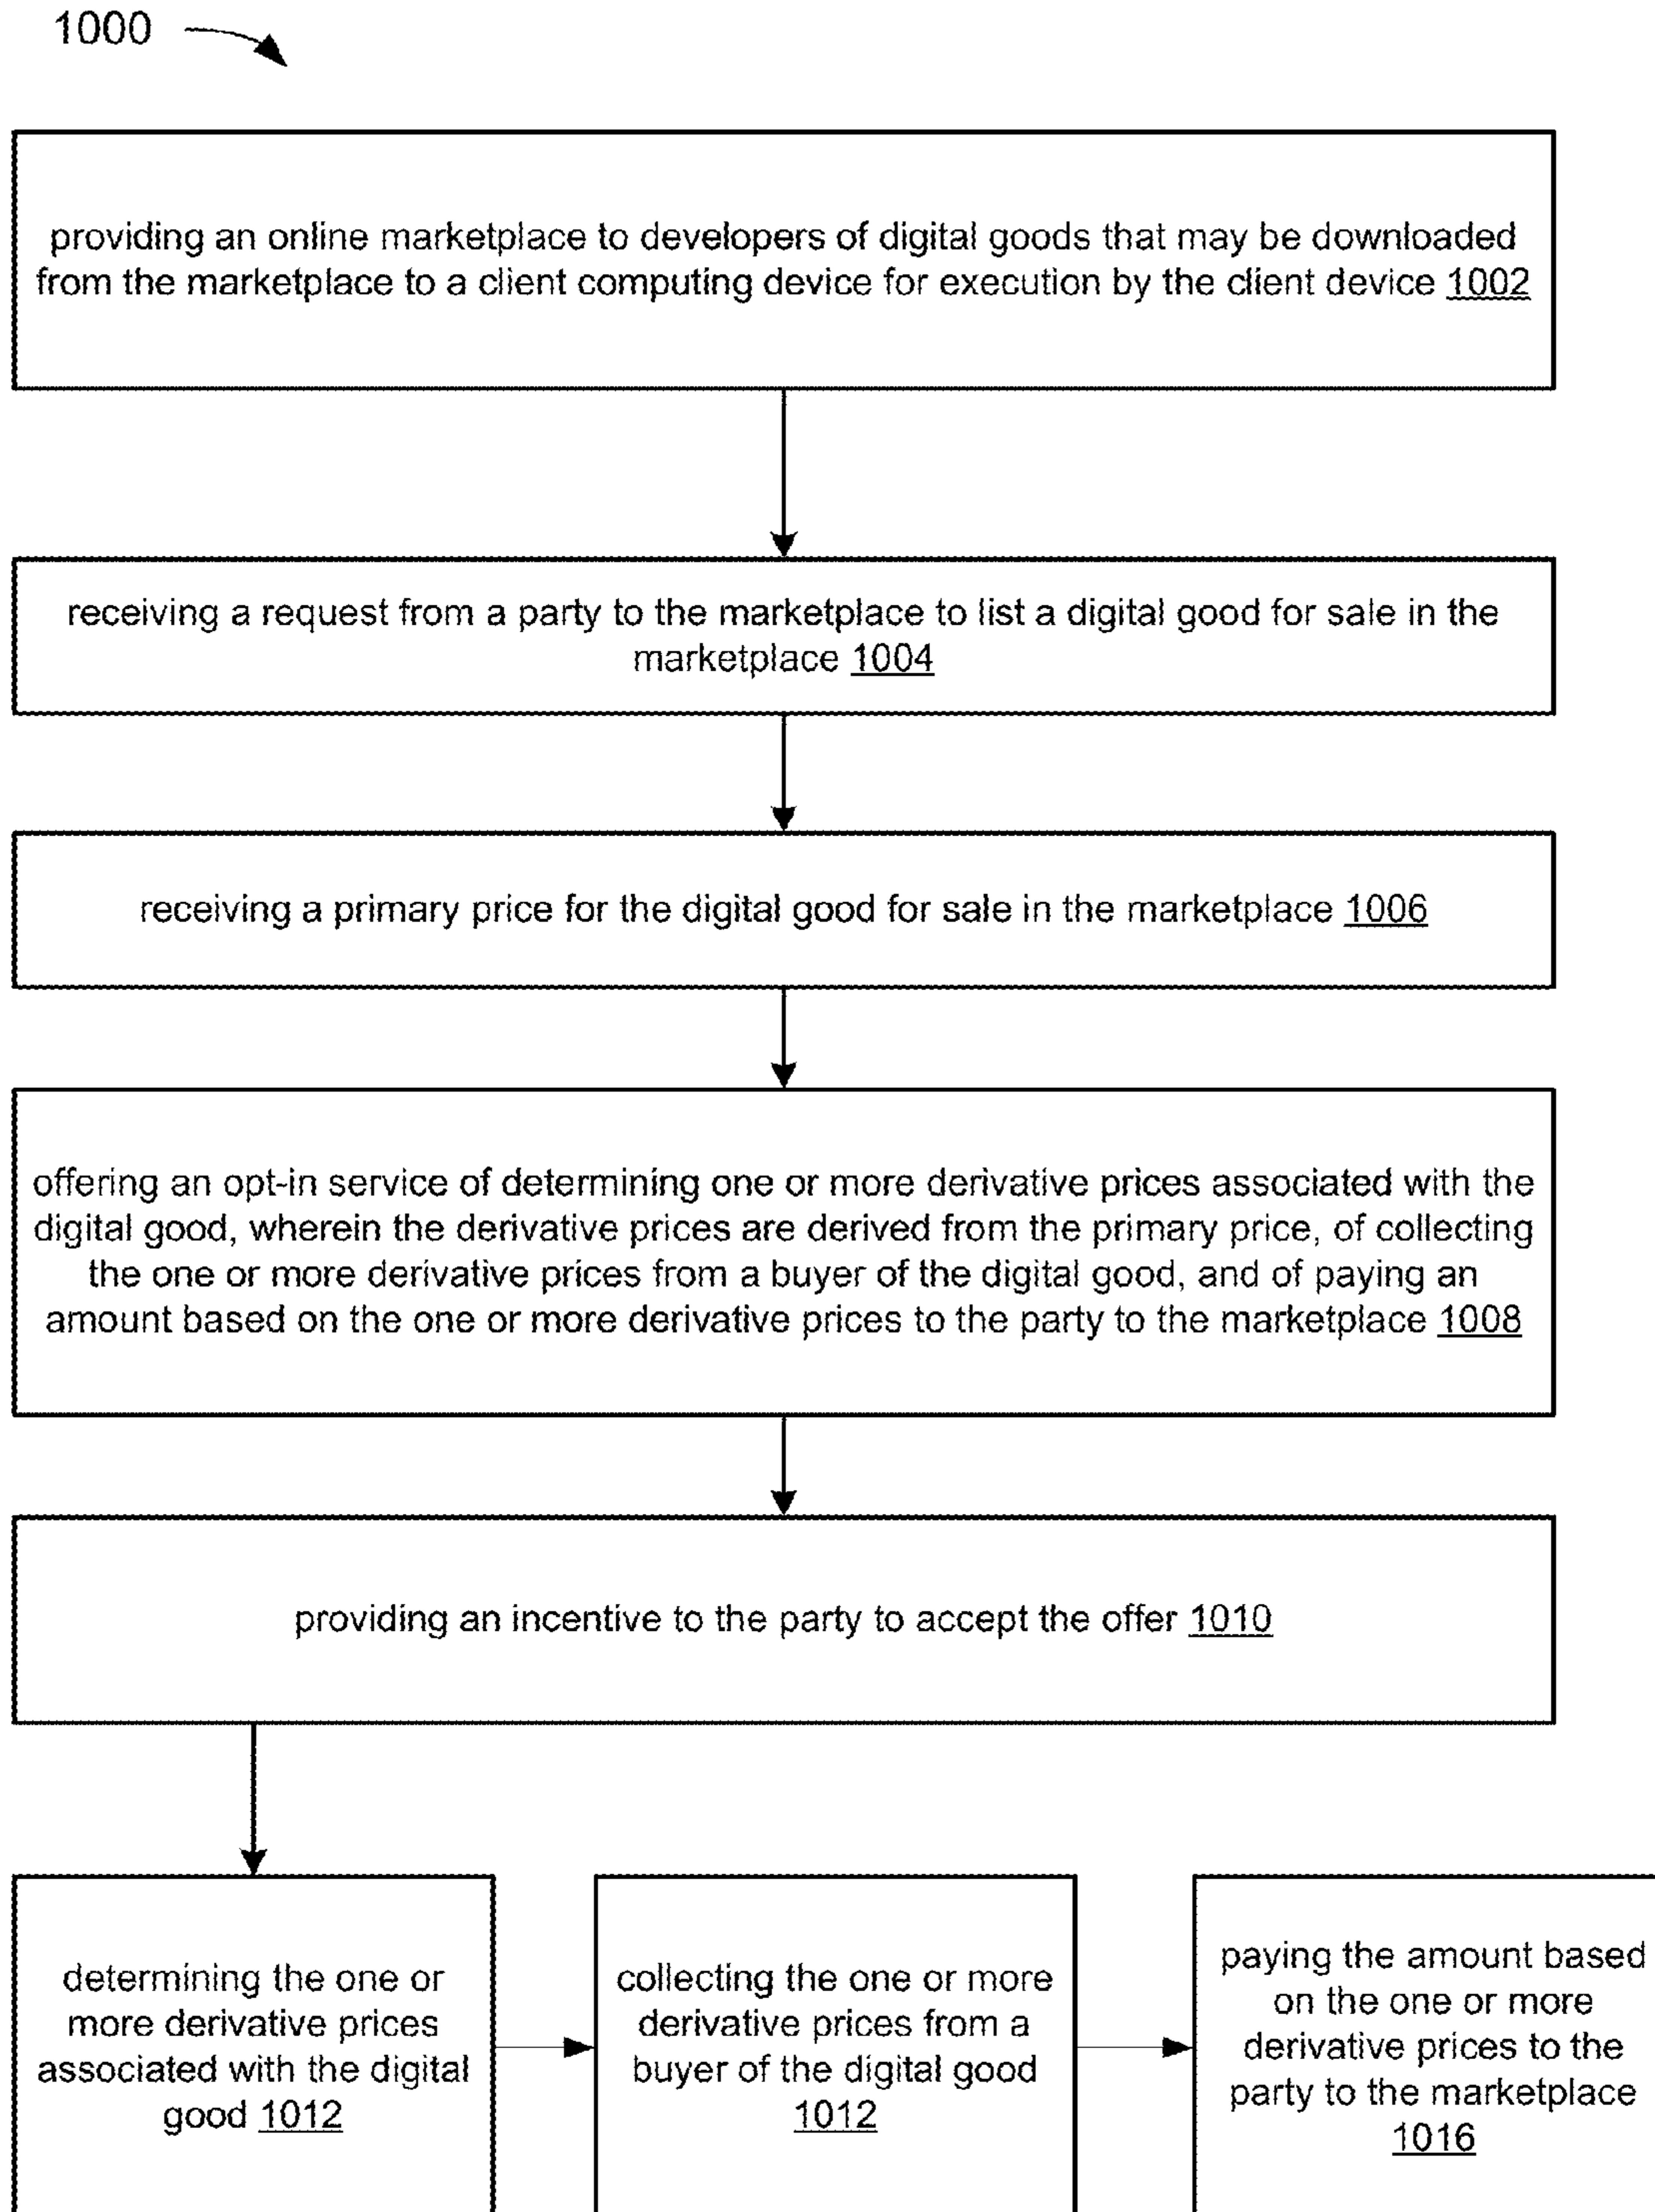 1000
providing an online marketplace to developers of digital goods that may be downloaded
from the marketplace to a client computing device for execution by the client device 1002
receiving a request from a party to the marketplace to list a digital good for sale in the
marketplace 1004
receiving a primary price for the digital good for sale in the marketplace 1006
offering an opt-in service of determining one or more derivative prices associated with the
digital good, wherein the derivative prices are derived from the primary price, of collecting
the one or more derivative prices from a buyer of the digital good, and of paying an
amount based on the one or more derivative prices to the party to the marketplace 1008
providing an incentive to the party to accept the offer 1010
determining the one or
more derivative prices
associated with the digital
good 1012
collecting the one or more
derivative prices from a
buyer of the digital good
1012
paying the amount based
on the one or more
derivative prices to the
party to the marketplace
1016